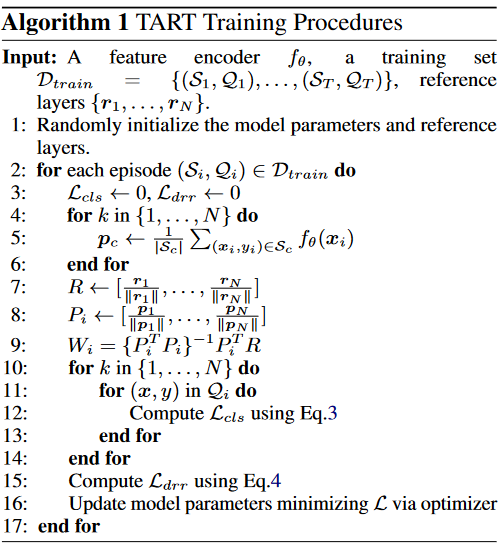 Algorithm 1 TART Training Procedures
Input: A feature encoder $f_\theta$, a training set
$\mathcal{D}_{train} = \{(\mathcal{S}_1, \mathcal{Q}_1), \ldots, (\mathcal{S}_T, \mathcal{Q}_T)\}$, reference
layers $\{\boldsymbol{r}_1, \ldots, \boldsymbol{r}_N\}$.
1: Randomly initialize the model parameters and reference
layers.
2: for each episode $(\mathcal{S}_i, \mathcal{Q}_i) \in \mathcal{D}_{train}$ do
3: $\mathcal{L}_{cls} \leftarrow 0, \mathcal{L}_{drr} \leftarrow 0$
4: for $k$ in $\{1, \ldots, N\}$ do
5: $\boldsymbol{p}_c \leftarrow \frac{1}{|\mathcal{S}_c|} \sum_{(\boldsymbol{x}_i, y_i) \in \mathcal{S}_c} f_\theta(\boldsymbol{x}_i)$
6: end for
7: $R \leftarrow [\frac{\boldsymbol{r}_1}{\|\boldsymbol{r}_1\|}, \ldots, \frac{\boldsymbol{r}_N}{\|\boldsymbol{r}_N\|}]$
8: $P_i \leftarrow [\frac{\boldsymbol{p}_1}{\|\boldsymbol{p}_1\|}, \ldots, \frac{\boldsymbol{p}_N}{\|\boldsymbol{p}_N\|}]$
9: $W_i = \{P_i^T P_i\}^{-1} P_i^T R$
10: for $k$ in $\{1, \ldots, N\}$ do
11: for $(\boldsymbol{x}, y)$ in $\mathcal{Q}_i$ do
12: Compute $\mathcal{L}_{cls}$ using Eq.3
13: end for
14: end for
15: Compute $\mathcal{L}_{drr}$ using Eq.4
16: Update model parameters minimizing $\mathcal{L}$ via optimizer
17: end for